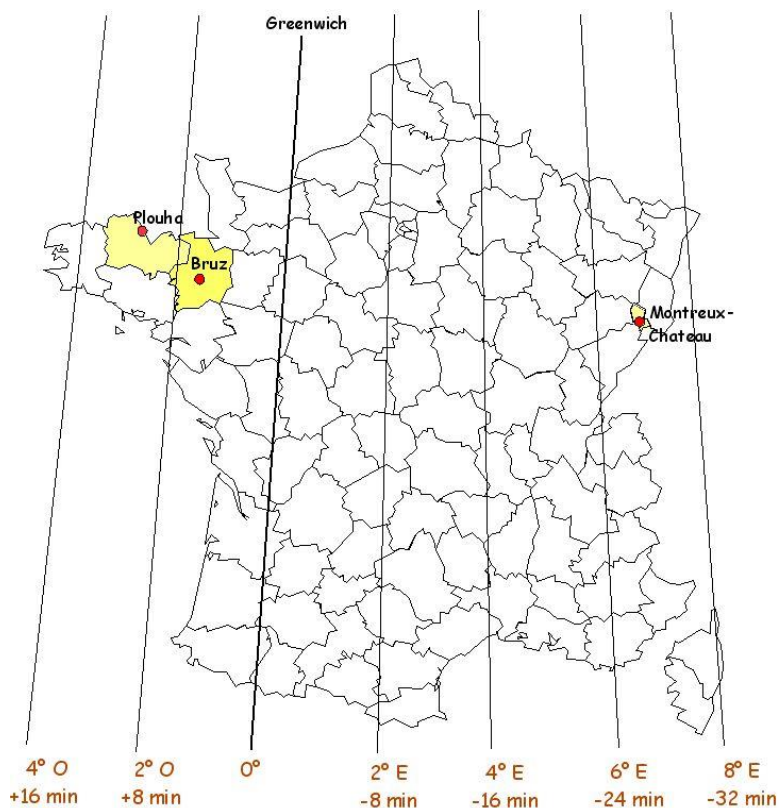 Greenwich
Plouha
Bruz
Montreux-
Chateau
4° O 2° O 0° 2° E 4° E 6° E 8° E
+16 min +8 min -8 min -16 min -24 min -32 min